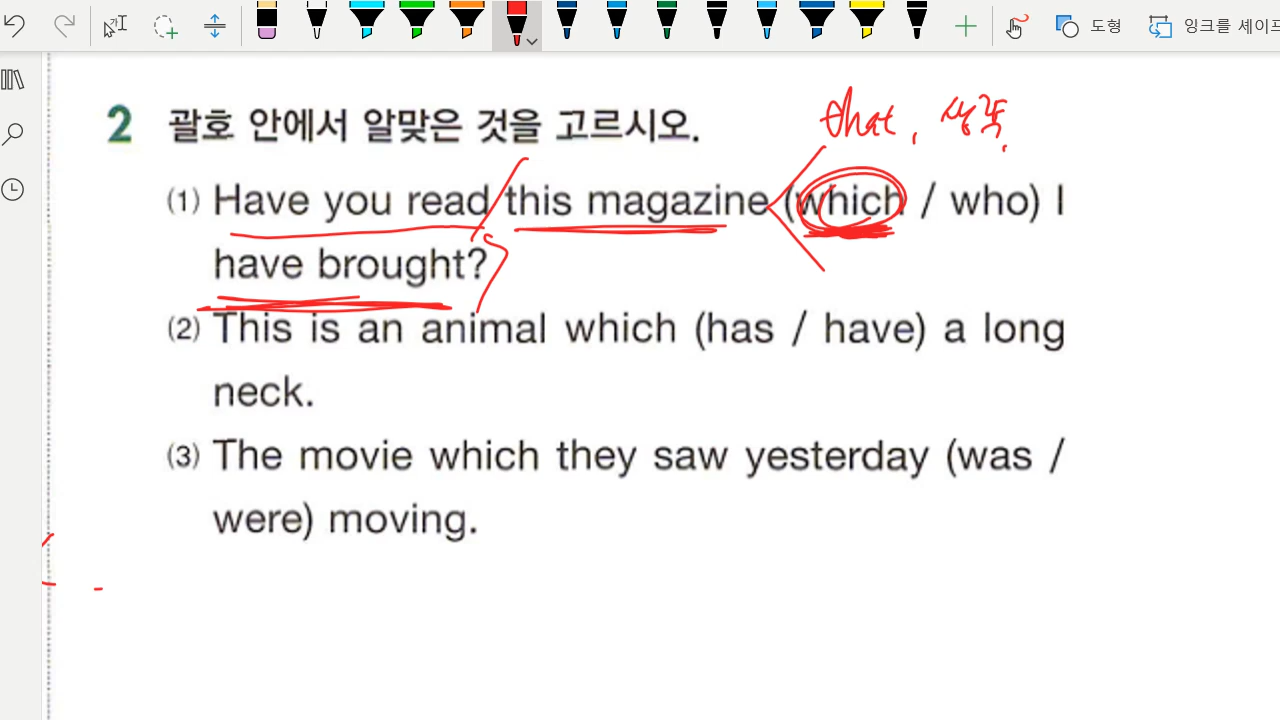 가
도형
잉크를 셰이프
that, 생략.
2 괄호 안에서 알맞은 것을 고르시오.
(1) Have you read this magazine (which / who) I
have brought?
(2) This is an animal which (has / have) a long
neck.
(3) The movie which they saw yesterday (was /
were) moving.